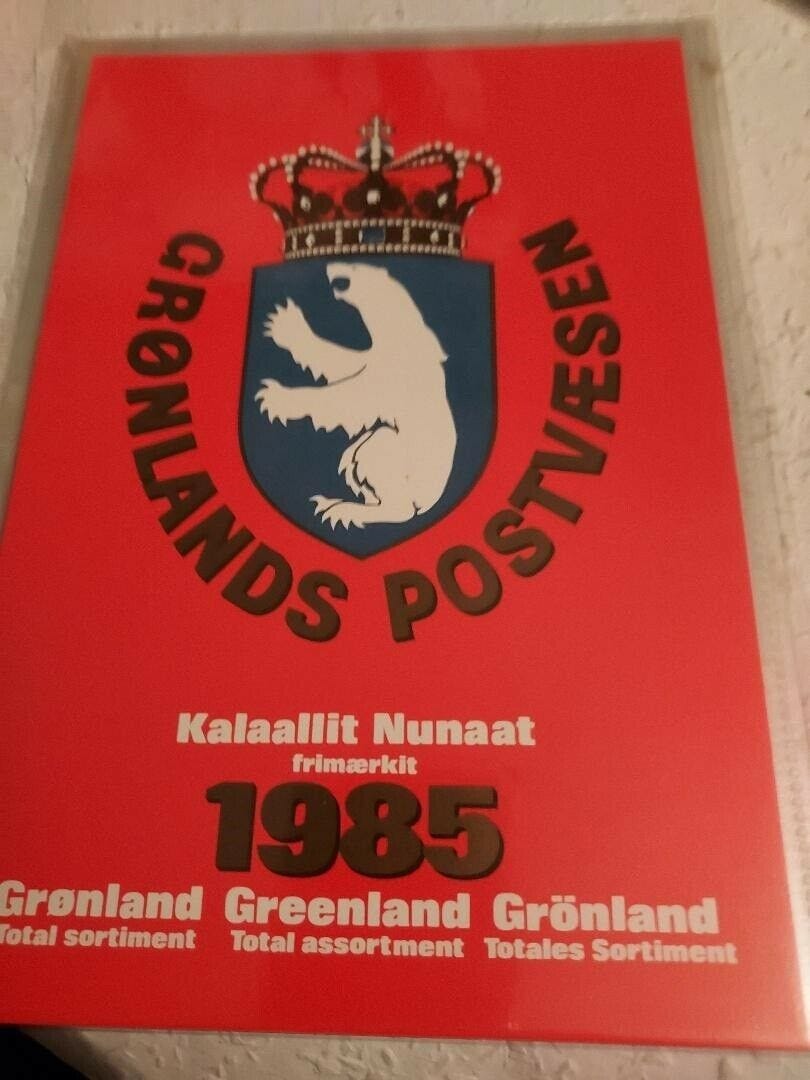 GRØNLANDS POSTVÆSEN
Kalaallit Nunaat
frimærkit
1985
Grønland Greenland Grönland
Total sortiment Total assortment Totales Sortiment